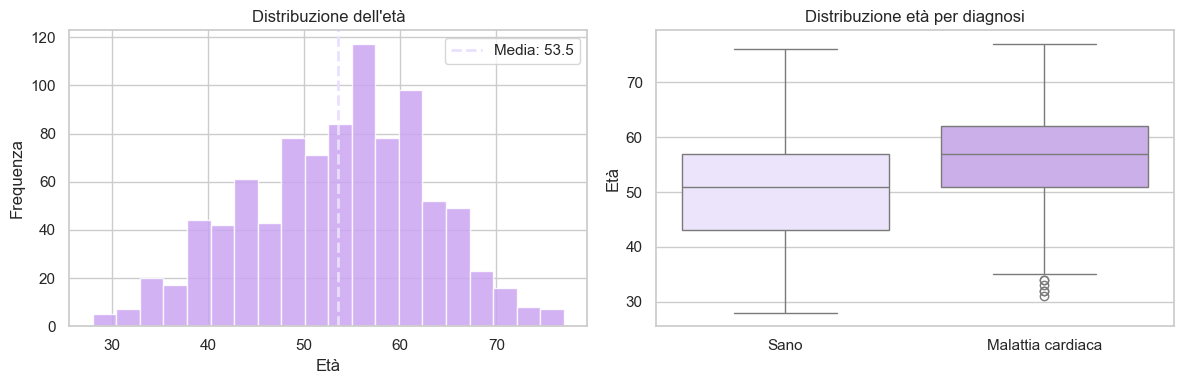 Distribuzione dell'età
Media: 53.5
Frequenza
120
100
80
60
40
20
0
30 40 50 60 70
Età
Distribuzione età per diagnosi
Età
70
60
50
40
30
Sano Malattia cardiaca